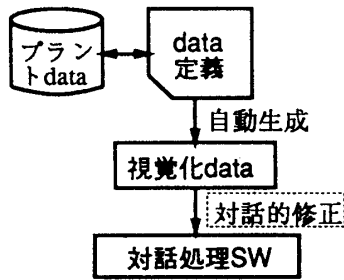 プラン
トdata
data
定義
自動生成
視覚化data
対話的修正
対話処理SW